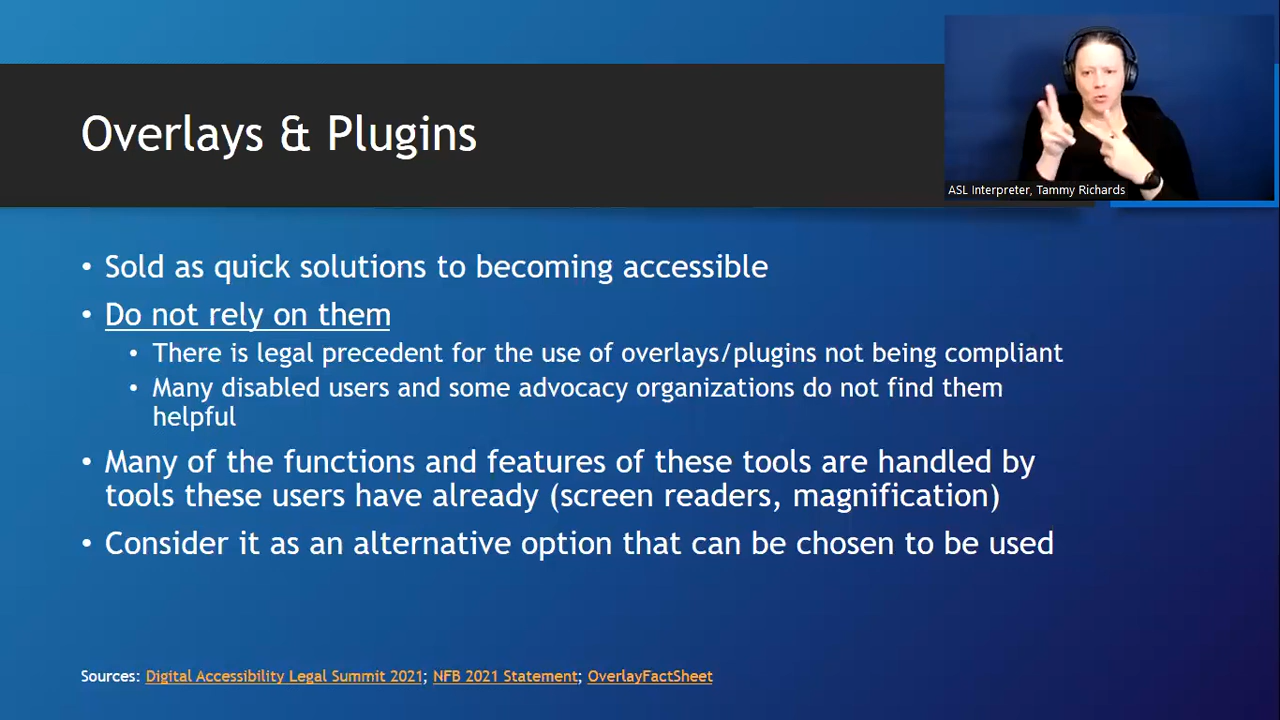 Overlays & Plugins
ASL Interpreter, Tammy Richards
• Sold as quick solutions to becoming accessible
• Do not rely on them
• There is legal precedent for the use of overlays/plugins not being compliant
• Many disabled users and some advocacy organizations do not find them
helpful
• Many of the functions and features of these tools are handled by
tools these users have already (screen readers, magnification)
• Consider it as an alternative option that can be chosen to be used
Sources: Digital Accessibility Legal Summit 2021; NFB 2021 Statement; OverlayFactSheet